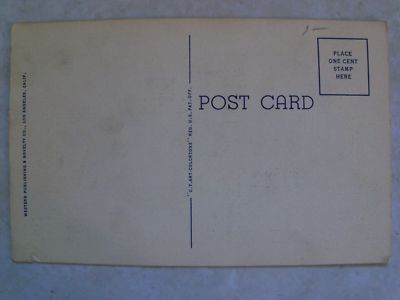 PLACE
ONE CENT
STAMP
HERE
POST CARD
"C.T. ART-COLORTONE" REG. U.S. PAT. OFF.
WESTERN PUBLISHING & NOVELTY CO., LOS ANGELES, CALIF.